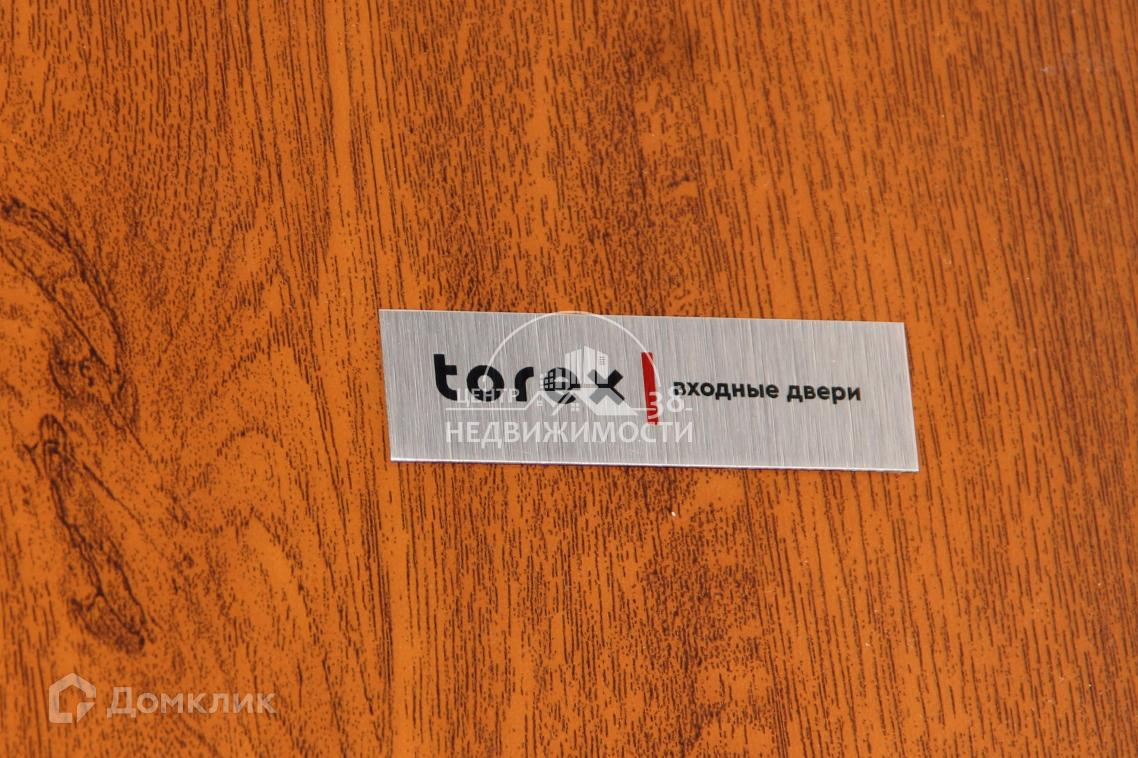 torex | входные двери
ЦЕНТР 38
НЕДВИЖИМОСТИ
Домклик